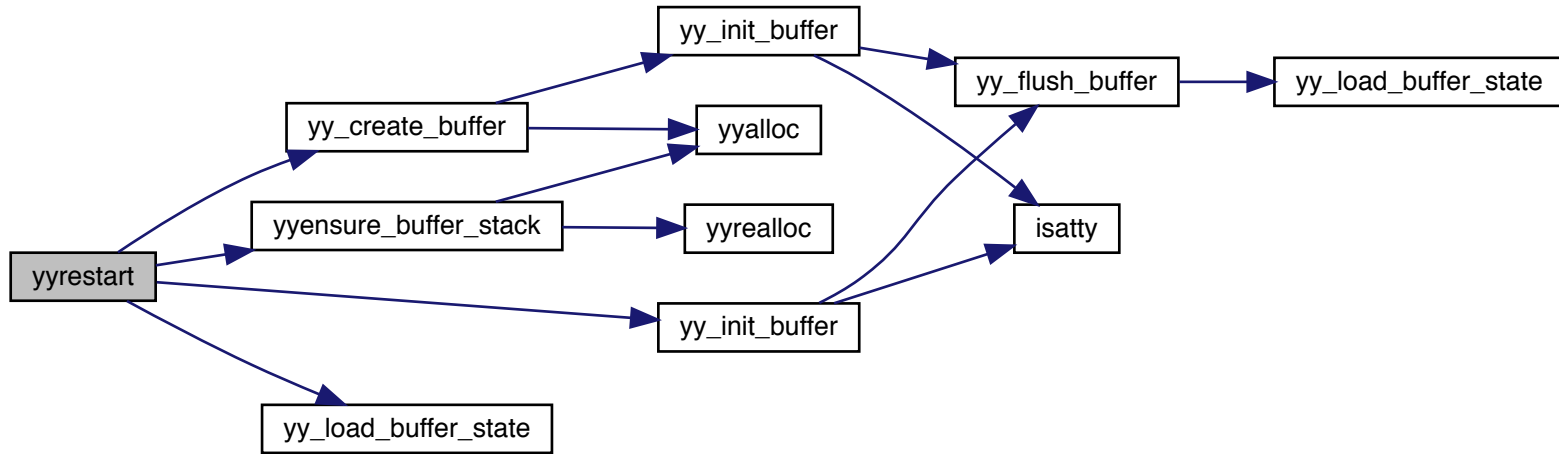 yyrestart
yy_create_buffer
yyensure_buffer_stack
yy_load_buffer_state
yy_init_buffer
yyalloc
yyrealloc
yy_init_buffer
yy_flush_buffer
isatty
yy_load_buffer_state